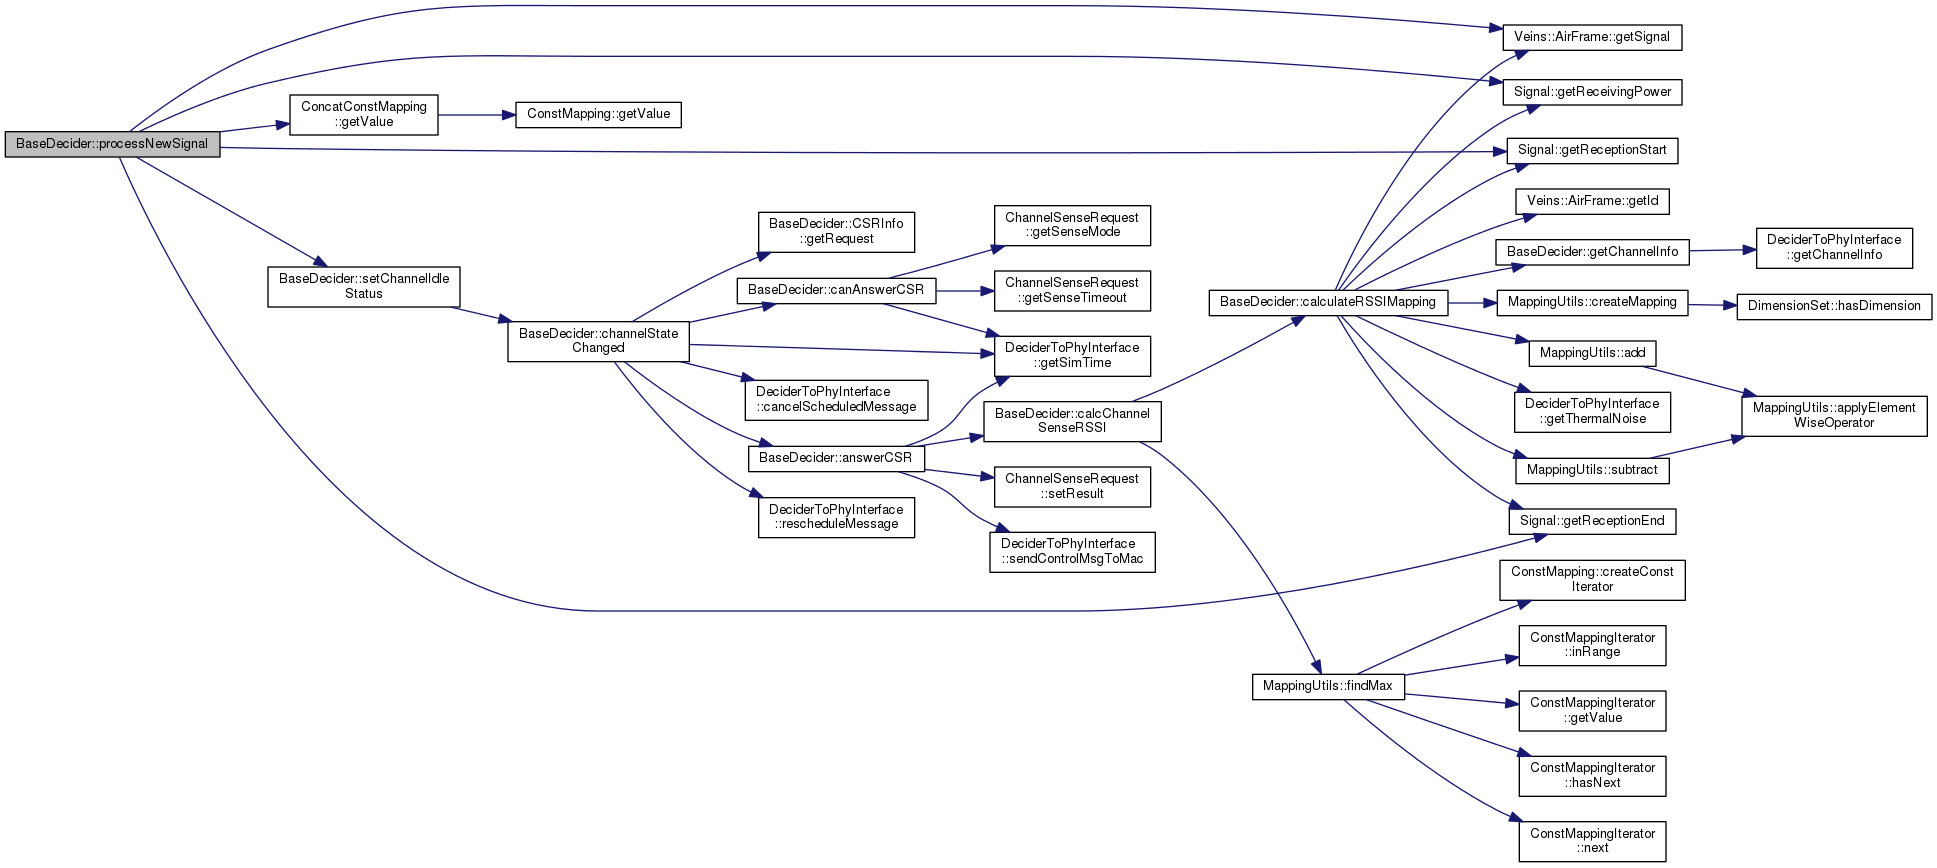 BaseDecider::processNewSignal
ConcatConstMapping
::getValue
ConstMapping::getValue
BaseDecider::setChannelIdle
Status
BaseDecider::channelState
Changed
BaseDecider::CSRInfo
::getRequest
BaseDecider::canAnswerCSR
ChannelSenseRequest
::getSenseMode
ChannelSenseRequest
::getSenseTimeout
DeciderToPhyInterface
::getSimTime
DeciderToPhyInterface
::cancelScheduledMessage
BaseDecider::answerCSR
DeciderToPhyInterface
::rescheduleMessage
BaseDecider::calcChannel
SenseRSSI
ChannelSenseRequest
::setResult
DeciderToPhyInterface
::sendControlMsgToMac
BaseDecider::calculateRSSIMapping
MappingUtils::findMax
Veins::AirFrame::getSignal
Signal::getReceivingPower
Signal::getReceptionStart
Veins::AirFrame::getId
BaseDecider::getChannelInfo
DeciderToPhyInterface
::getChannelInfo
MappingUtils::createMapping
DimensionSet::hasDimension
MappingUtils::add
DeciderToPhyInterface
::getThermalNoise
MappingUtils::applyElement
WiseOperator
MappingUtils::subtract
Signal::getReceptionEnd
ConstMapping::createConst
Iterator
ConstMappingIterator
::inRange
ConstMappingIterator
::getValue
ConstMappingIterator
::hasNext
ConstMappingIterator
::next